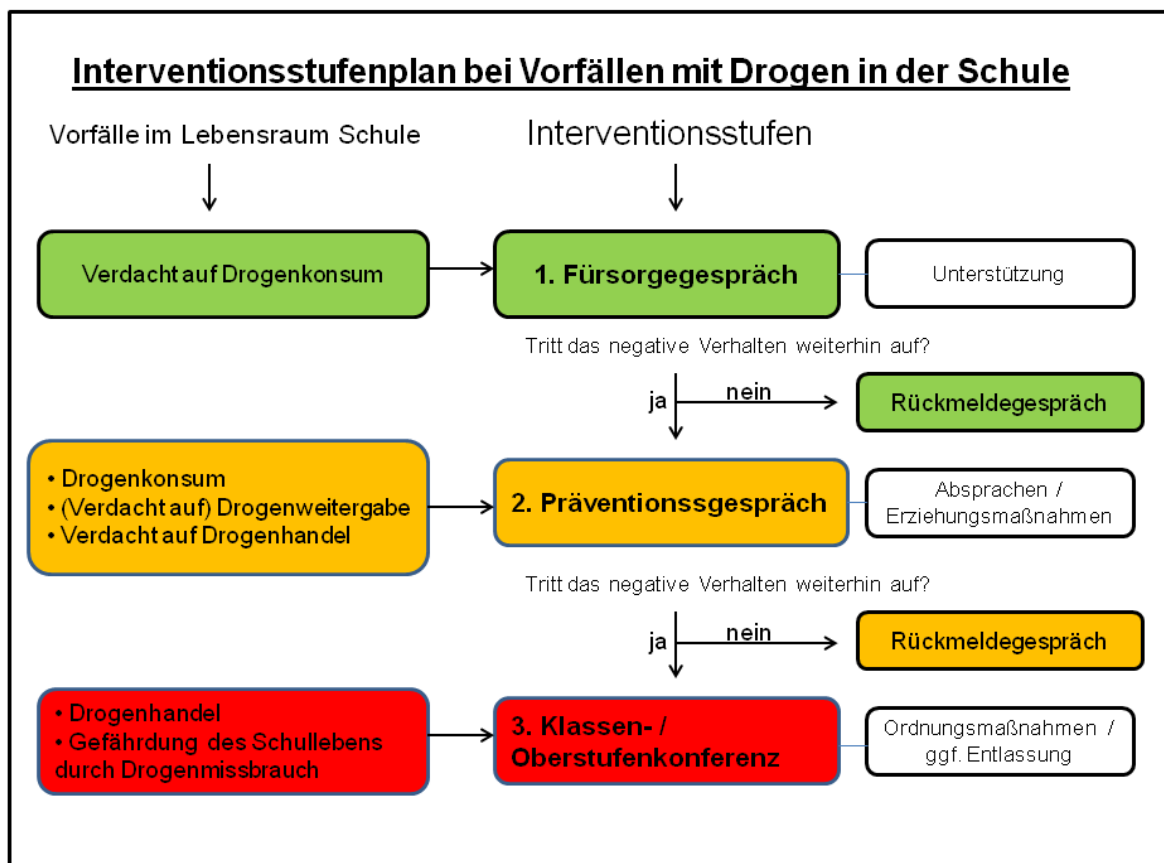 Interventionsstufenplan bei Vorfällen mit Drogen in der Schule
Vorfälle im Lebensraum Schule
Interventionsstufen
Verdacht auf Drogenkonsum
1. Fürsorgegespräch
Unterstützung
Tritt das negative Verhalten weiterhin auf?
ja
nein
Rückmeldegespräch
• Drogenkonsum
• (Verdacht auf) Drogenweitergabe
• Verdacht auf Drogenhandel
2. Präventionssgespräch
Absprachen /
Erziehungsmaßnahmen
Tritt das negative Verhalten weiterhin auf?
ja
nein
Rückmeldegespräch
• Drogenhandel
• Gefährdung des Schullebens
durch Drogenmissbrauch
3. Klassen- /
Oberstufenkonferenz
Ordnungsmaßnahmen /
ggf. Entlassung